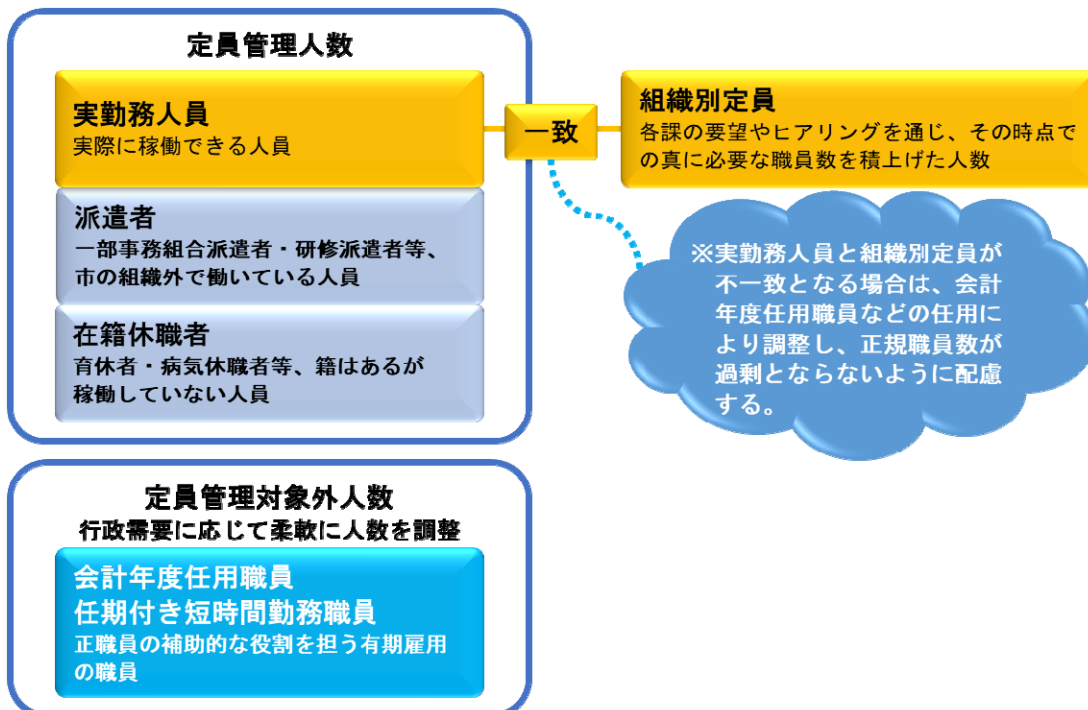 定員管理人数
実勤務人員
実際に稼働できる人員
一致
組織別定員
各課の要望やヒアリングを通じ、その時点で
の真に必要な職員数を積上げた人数
派遣者
一部事務組合派遣者・研修派遣者等、
市の組織外で働いている人員
在籍休職者
育休者・病気休職者等、籍はあるが
稼働していない人員
※実勤務人員と組織別定員が
不一致となる場合は、会計
年度任用職員などの任用に
より調整し、正規職員数が
過剰とならないように配慮
する。
定員管理対象外人数
行政需要に応じて柔軟に人数を調整
会計年度任用職員
任期付き短時間勤務職員
正職員の補助的な役割を担う有期雇用
の職員